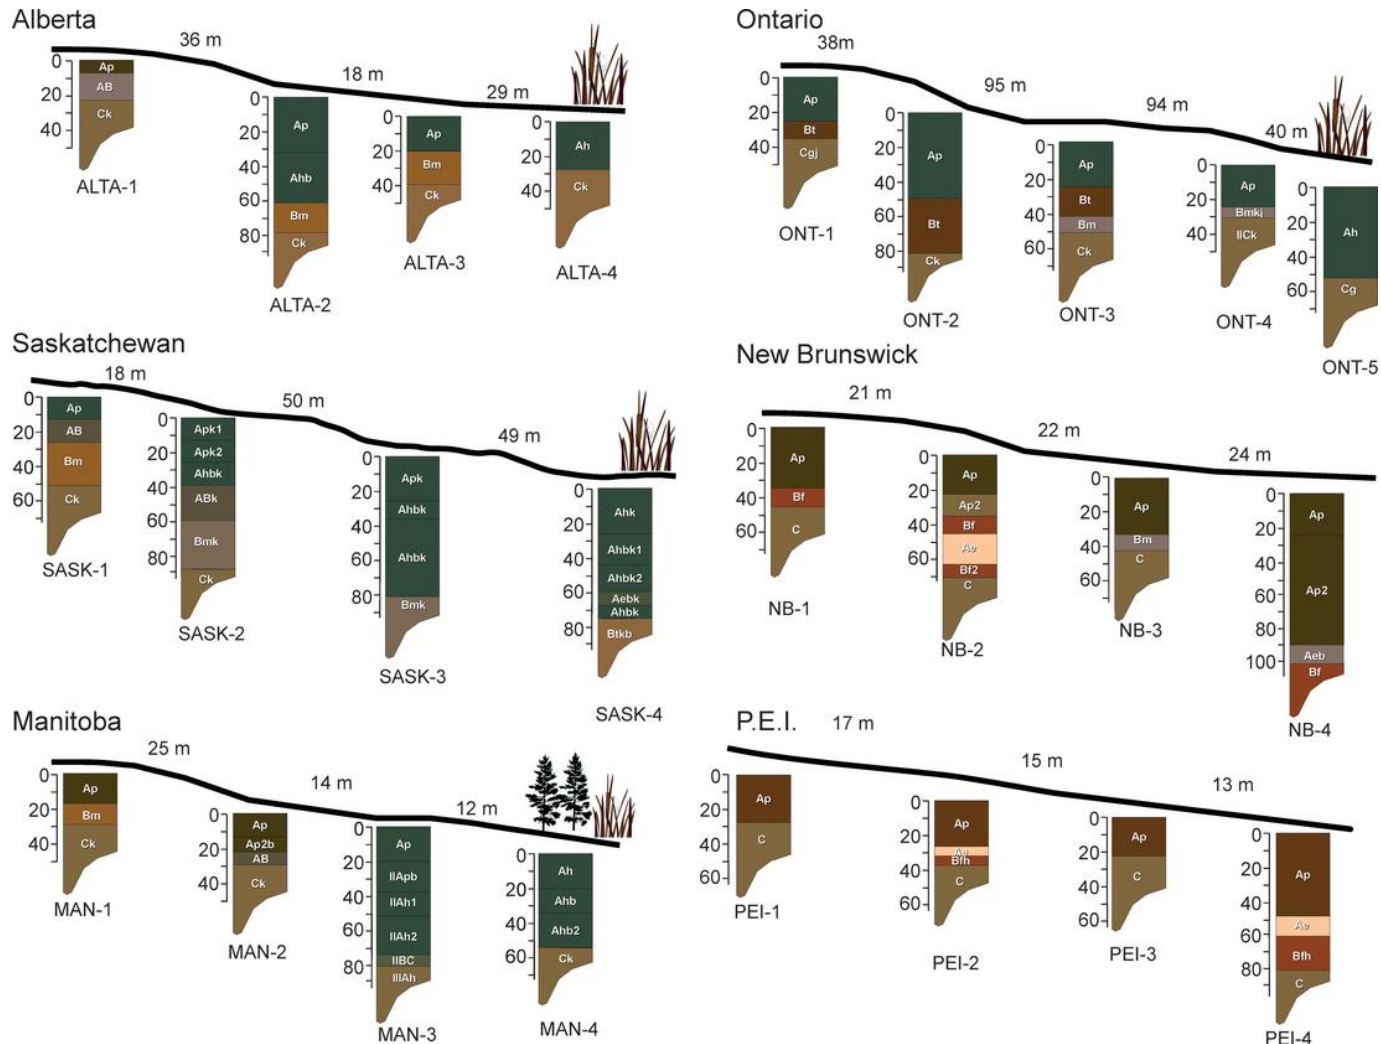 Alberta
36 m
18 m
29 m
0
20
40
Ap
AB
Ck
ALTA-1
0
20
40
60
80
Ap
Ahb
Bm
Ck
ALTA-2
0
20
40
Ap
Bm
Ck
ALTA-3
0
20
40
Ah
Ck
ALTA-4
Ontario
38m
95 m
94 m
40 m
0
20
40
Ap
Bt
Cgj
ONT-1
0
20
40
60
80
Ap
Bt
Ck
ONT-2
0
20
40
60
Ap
Bt
Bm
Ck
ONT-3
0
20
40
Ap
Bmkj
IICk
ONT-4
0
20
40
60
Ah
Cg
ONT-5
Saskatchewan
18 m
50 m
49 m
0
20
40
60
Ap
AB
Bm
Ck
SASK-1
0
20
40
60
80
Apk1
Apk2
Ahbk
ABk
Bmk
Ck
SASK-2
0
20
40
60
80
Apk
Ahbk
Ahbk
Bmk
SASK-3
0
20
40
60
80
Ahk
Ahbk1
Ahbk2
Aebk
Ahbk
Btkb
SASK-4
New Brunswick
21 m
22 m
24 m
0
20
40
60
Ap
Bf
C
NB-1
0
20
40
60
Ap
Ap2
Bf
Ae
Bf2
C
NB-2
0
20
40
60
Ap
Bm
C
NB-3
0
20
40
60
80
100
Ap
Ap2
Aeb
Bf
NB-4
Manitoba
25 m
14 m
12 m
0
20
40
Ap
Bm
Ck
MAN-1
0
20
40
Ap
Ap2b
AB
Ck
MAN-2
0
20
40
60
80
Ap
IIApb
IIAh1
IIAh2
IIBC
IIIAh
MAN-3
0
20
40
60
Ah
Ahb
Ahb2
Ck
MAN-4
P.E.I.
17 m
15 m
13 m
0
20
40
60
Ap
C
PEI-1
0
20
40
60
Ap
Ae
Bfh
C
PEI-2
0
20
40
60
Ap
C
PEI-3
0
20
40
60
80
Ap
Ae
Bfh
C
PEI-4